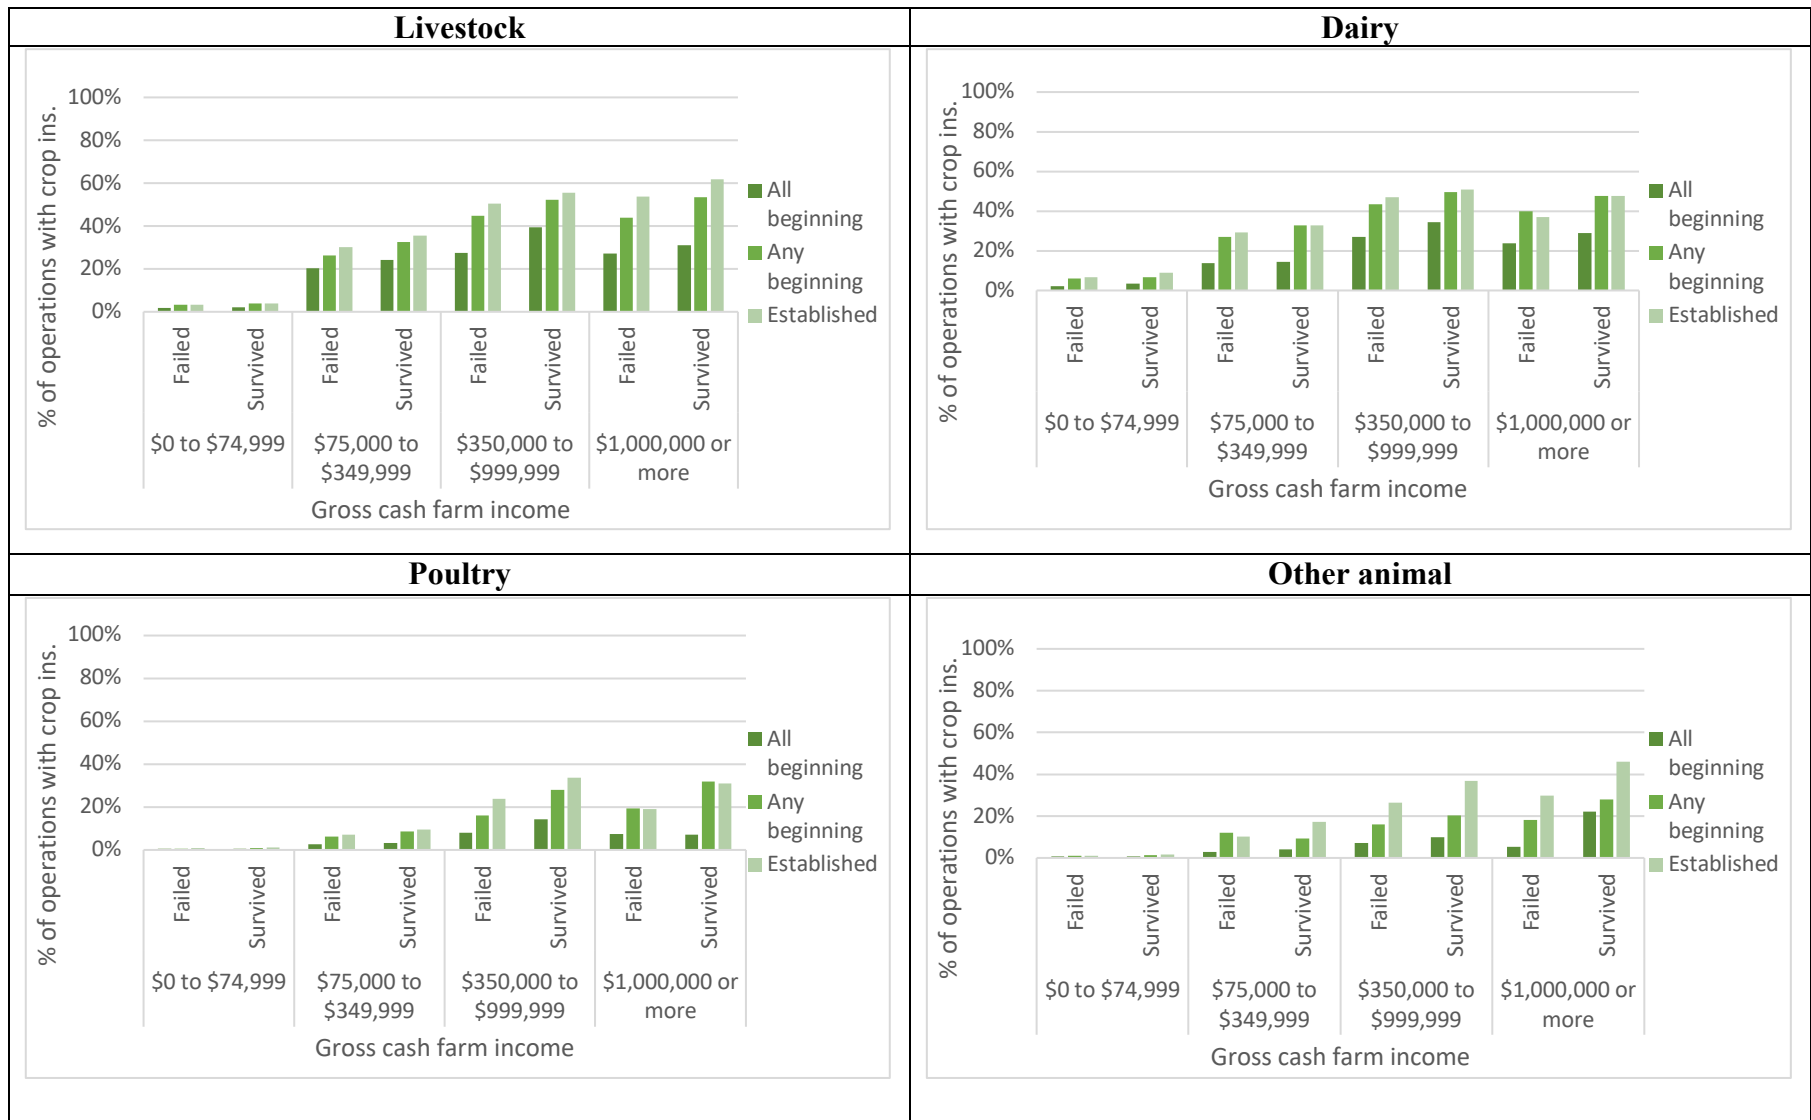 Livestock
% of operations with crop ins.
100%
80%
60%
40%
20%
0%
Failed
Survived
Failed
Survived
Failed
Survived
Failed
Survived
$0 to $74,999
$75,000 to
$349,999
$350,000 to
$999,999
$1,000,000 or
more
Gross cash farm income
All
beginning
Any
beginning
Established
Dairy
% of operations with crop ins.
100%
80%
60%
40%
20%
0%
Failed
Survived
Failed
Survived
Failed
Survived
Failed
Survived
$0 to $74,999
$75,000 to
$349,999
$350,000 to
$999,999
$1,000,000 or
more
Gross cash farm income
All
beginning
Any
beginning
Established
Poultry
% of operations with crop ins.
100%
80%
60%
40%
20%
0%
Failed
Survived
Failed
Survived
Failed
Survived
Failed
Survived
$0 to $74,999
$75,000 to
$349,999
$350,000 to
$999,999
$1,000,000 or
more
Gross cash farm income
All
beginning
Any
beginning
Established
Other animal
% of operations with crop ins.
100%
80%
60%
40%
20%
0%
Failed
Survived
Failed
Survived
Failed
Survived
Failed
Survived
$0 to $74,999
$75,000 to
$349,999
$350,000 to
$999,999
$1,000,000 or
more
Gross cash farm income
All
beginning
Any
beginning
Established